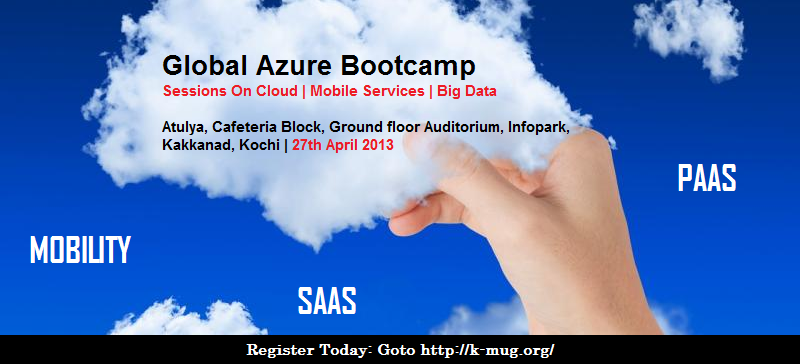 Global Azure Bootcamp
Sessions On Cloud | Mobile Services | Big Data
Atulya, Cafeteria Block, Ground floor Auditorium, Infopark,
Kakkanad, Kochi | 27th April 2013
PAAS
MOBILITY
SAAS
Register Today: Goto http://k-mug.org/